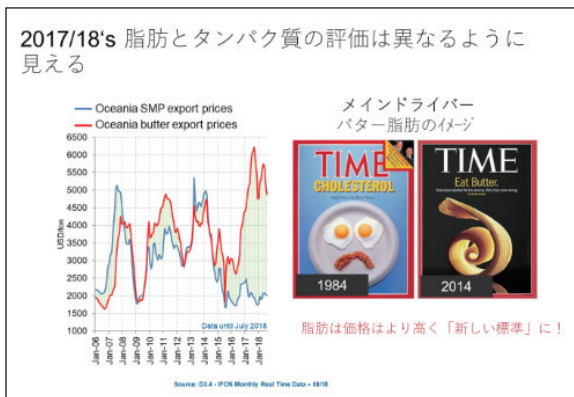 2017/18's 脂肪とタンパク質の評価は異なるように
見える
Oceania SMP export prices
Oceania butter export prices
USD/ton
6500
6000
5500
5000
4500
4000
3500
3000
2500
2000
1500
1000
Data until July 2018
Jan-06
Jan-07
Jan-08
Jan-09
Jan-10
Jan-11
Jan-12
Jan-13
Jan-14
Jan-15
Jan-16
Jan-17
Jan-18
メインドライバー
バター脂肪のイメージ
TIME
CHOLESTEROL
1984
TIME
Eat Butter.
2014
脂肪は価格はより高く「新しい標準」に！
Source: D3.4 - IFCN Monthly Real Time Data – 08/18